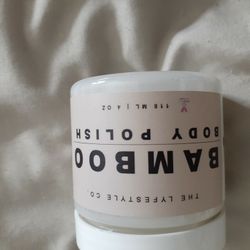 THE LYFESTYLE CO.
BAMBOO
BODY POLISH
118 ML | 4 OZ